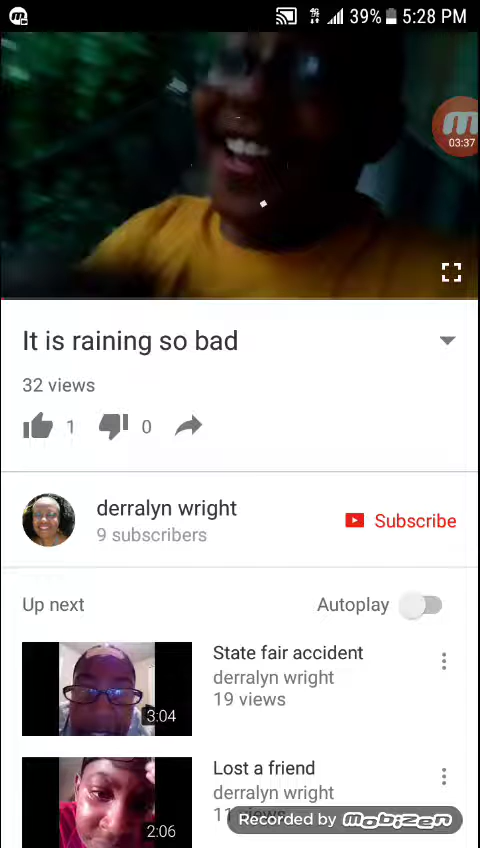 39% 5:28 PM
03:37
It is raining so bad
32 views
1 0
derralyn wright
9 subscribers
Subscribe
Up next
Autoplay
State fair accident
derralyn wright
19 views
3:04
Lost a friend
derralyn wright
11 views
2:06
Recorded by mobizen